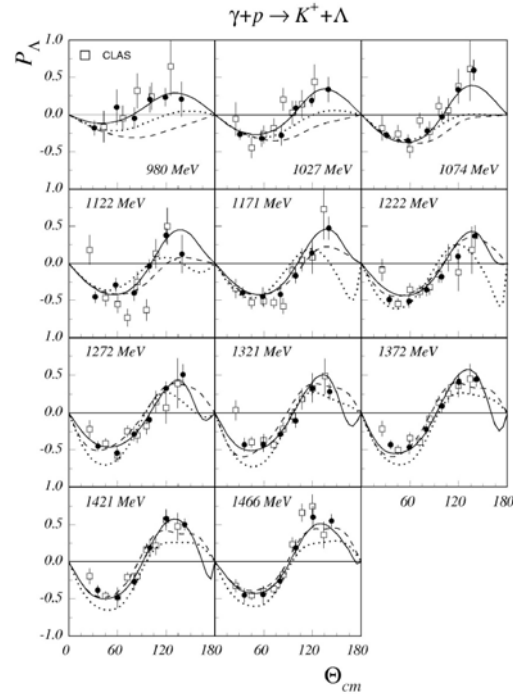 γ+p → K⁺+Λ
P_Λ
1.0
CLAS
0.5
0.0
-0.5
980 MeV
1027 MeV
1074 MeV
1.0
1122 MeV
1171 MeV
1222 MeV
0.5
0.0
-0.5
1.0
1272 MeV
1321 MeV
1372 MeV
0.5
0.0
-0.5
1.0
1421 MeV
1466 MeV
0.5
0.0
-0.5
-1.0
0 60 120 180 60 120 180 60 120 180
Θcm